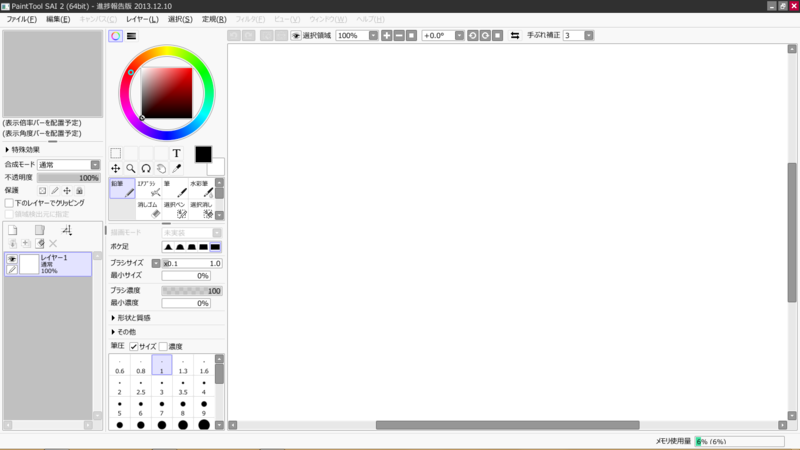 PaintTool SAI 2 (64bit) - 進捗報告版 2013.12.10
ファイル(F) 編集(E) キャンバス(C) レイヤー(L) 選択(S) 定規(R) フィルタ(F) ビュー(V) ウィンドウ(W) ヘルプ(H)
選択領域 100% +0.0° 手ぶれ補正 3
(表示倍率バーを配置予定)
(表示角度バーを配置予定)
特殊効果
合成モード 通常
不透明度 100%
保護
下のレイヤーでクリッピング
領域検出元に指定
レイヤー1
通常
100%
T
鉛筆 エアブラシ 筆 水彩筆
消しゴム 選択ペン 選択消し
描画モード 未実装
ボケ足
ブラシサイズ x0.1 1.0
最小サイズ 0%
ブラシ濃度 100
最小濃度 0%
形状と質感
その他
筆圧 サイズ 濃度
0.6 0.8 1 1.3 1.6
2 2.5 3 3.5 4
5 6 7 8 9
メモリ使用量 6% (6%)